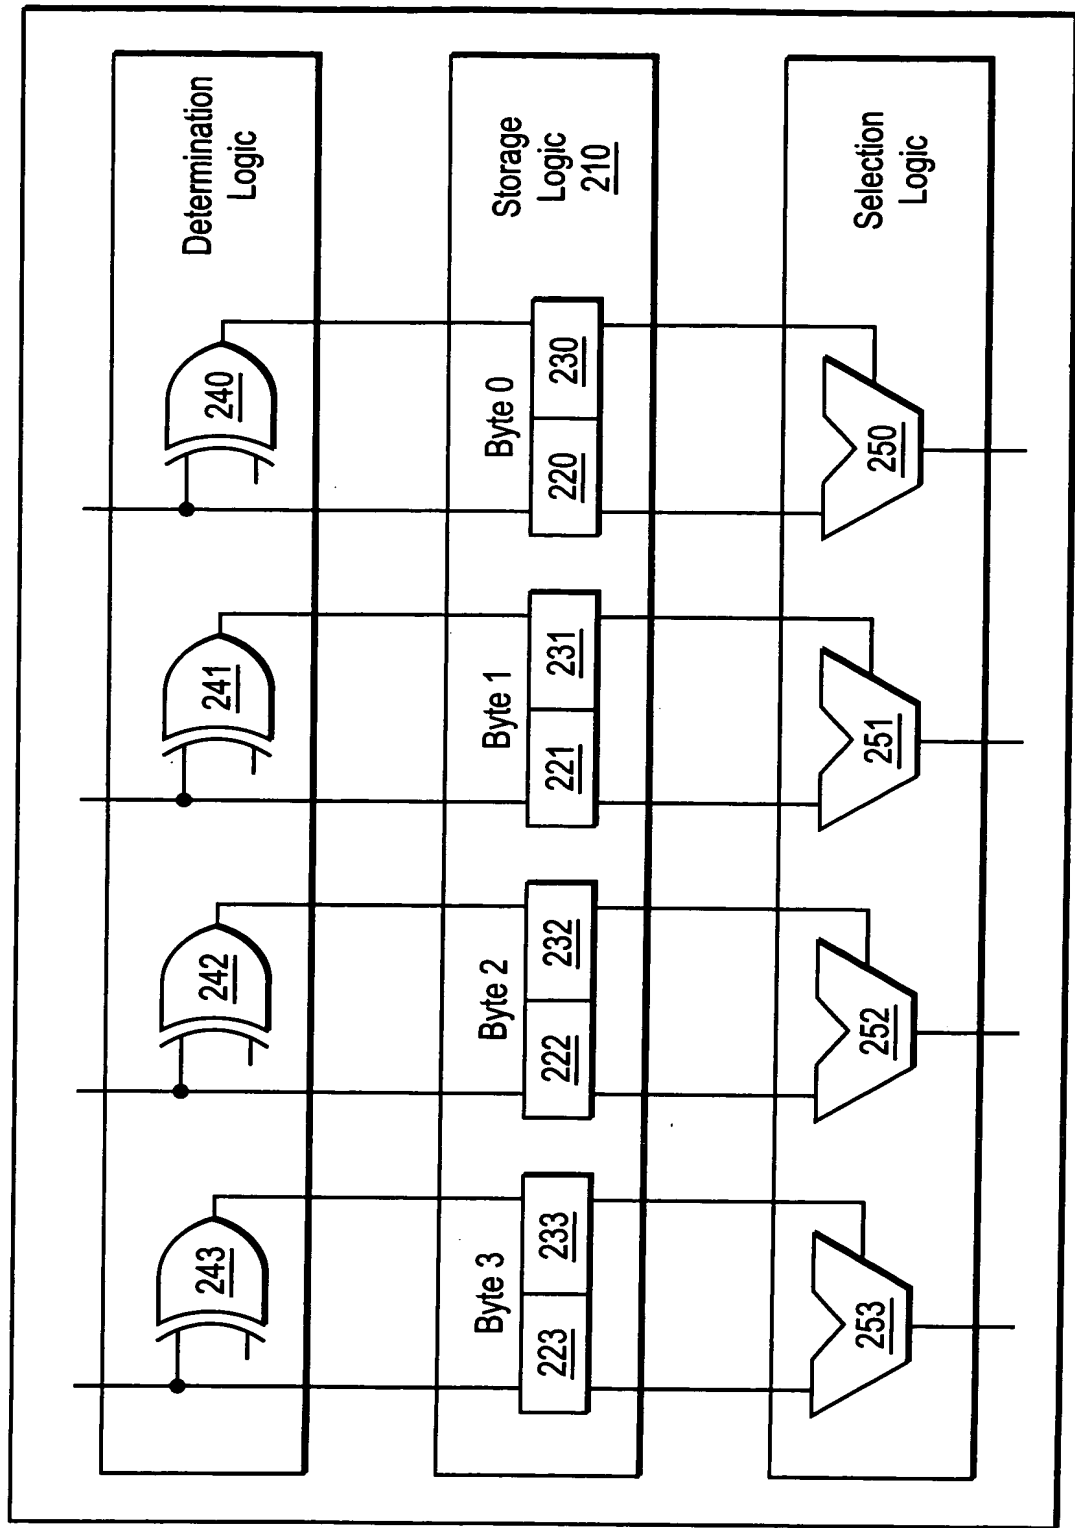 243
242
241
240
Determination
Logic
Byte 3
Byte 2
Byte 1
Byte 0
223
233
222
232
221
231
220
230
Storage
Logic
210
253
252
251
250
Selection
Logic